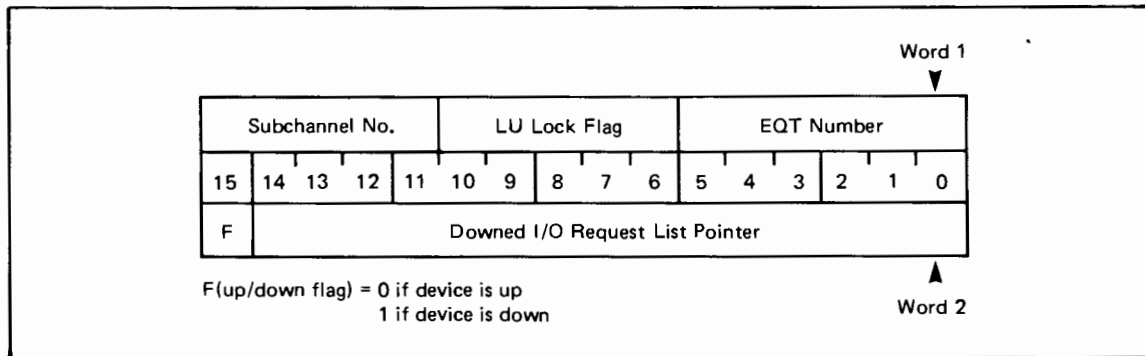 Word 1
Subchannel No. LU Lock Flag EQT Number
15 14 13 12 11 10 9 8 7 6 5 4 3 2 1 0
F Downed I/O Request List Pointer
F(up/down flag) = 0 if device is up
1 if device is down
Word 2